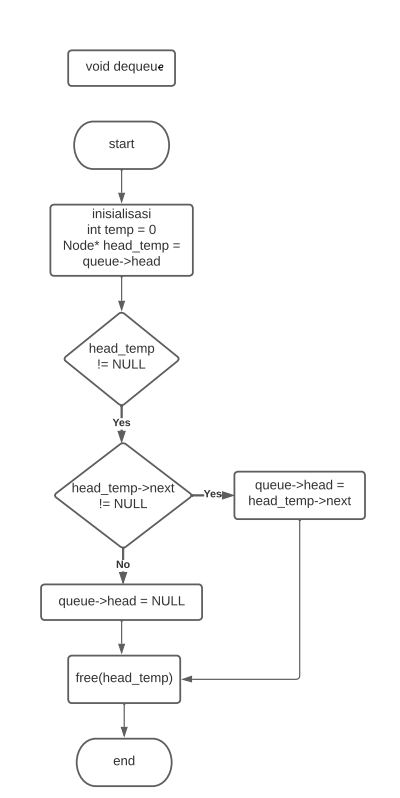 void dequeue
start
inisialisasi
int temp = 0
Node* head_temp =
queue->head
head_temp
!= NULL
Yes
head_temp->next
!= NULL
Yes
queue->head =
head_temp->next
No
queue->head = NULL
free(head_temp)
end